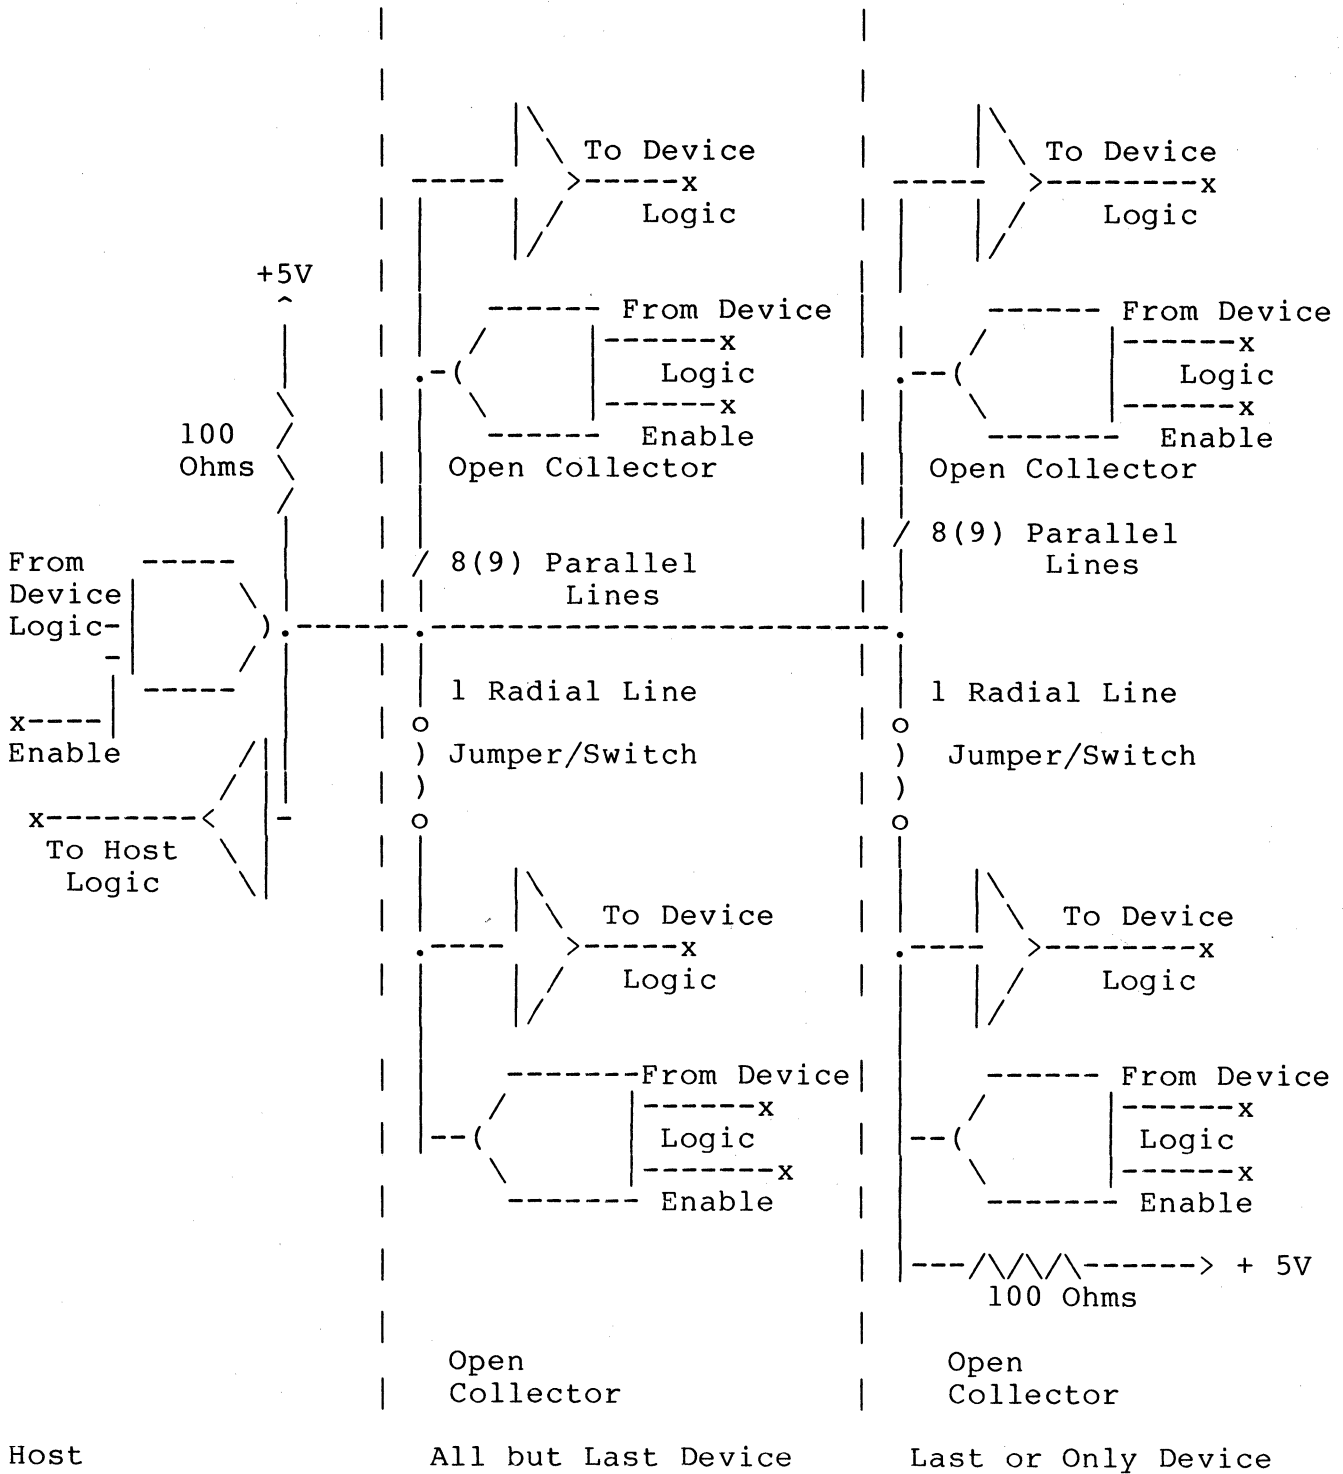 To Device
Logic
To Device
Logic
+5V
From Device
x
Logic
x
Enable
Open Collector
From Device
x
Logic
x
Enable
Open Collector
100
Ohms
8(9) Parallel
Lines
8(9) Parallel
Lines
From
Device
Logic
x
Enable
1 Radial Line
Jumper/Switch
1 Radial Line
Jumper/Switch
x
To Host
Logic
To Device
x
Logic
To Device
x
Logic
From Device
x
Logic
x
Enable
From Device
x
Logic
x
Enable
+ 5V
100 Ohms
Open
Collector
Open
Collector
Host
All but Last Device
Last or Only Device